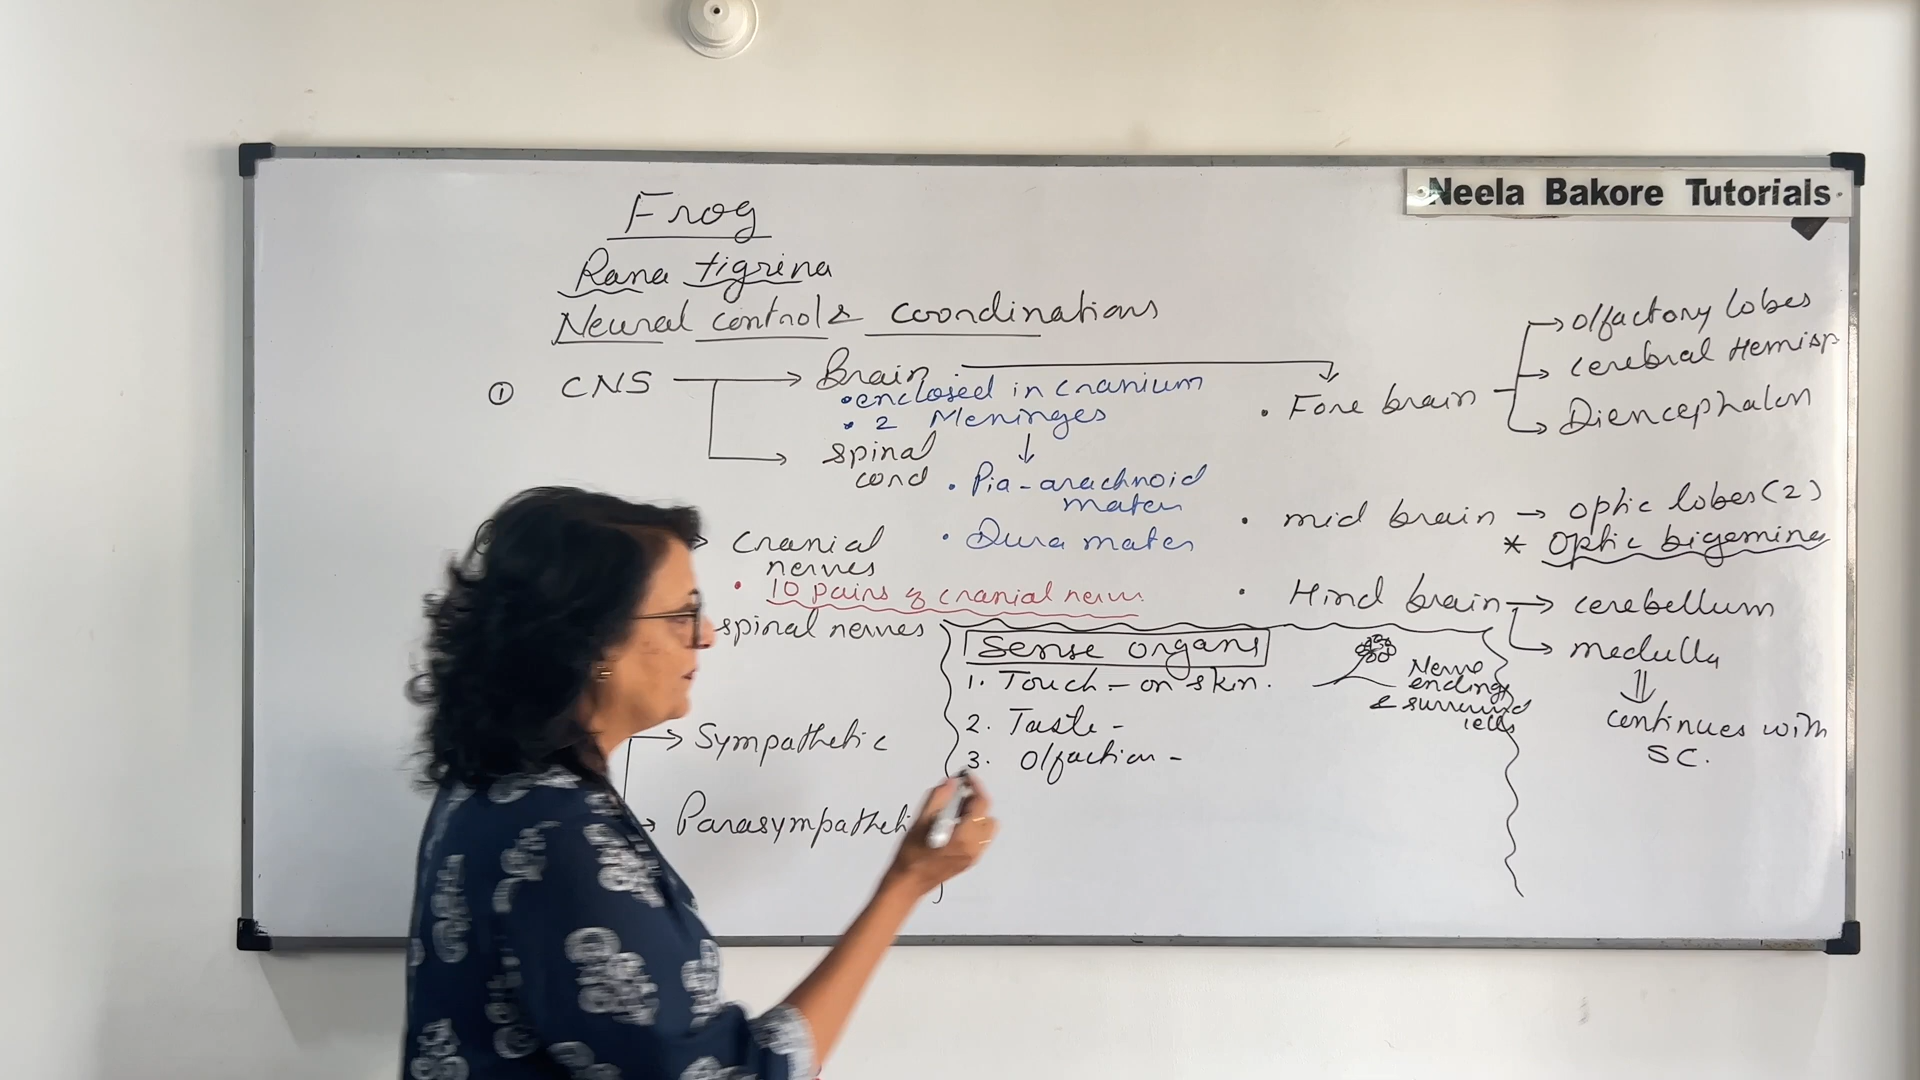 Neela Bakore Tutorials
Frog
Rana tigrina
Neural control & coordinations
① CNS → Brain
• enclosed in cranium
• 2 Meninges
↓
• Pia-arachnoid
mater
• Dura mater
→ spinal
cord
→ cranial
nerves
• 10 pairs of cranial
spinal nerves
→ Sympathetic
→ Parasympatheti
• Fore brain
→ olfactory lobes
→ cerebral Hemisp
→ Diencephalon
• mid brain → optic lobes (2)
* Optic bigemina
• Hind brain → cerebellum
→ medulla
⇓
continues with
SC.
Sense organs
1. Touch - on skin.
2. Taste -
3. Olfaction -
Nerve
endings
& surround
cells